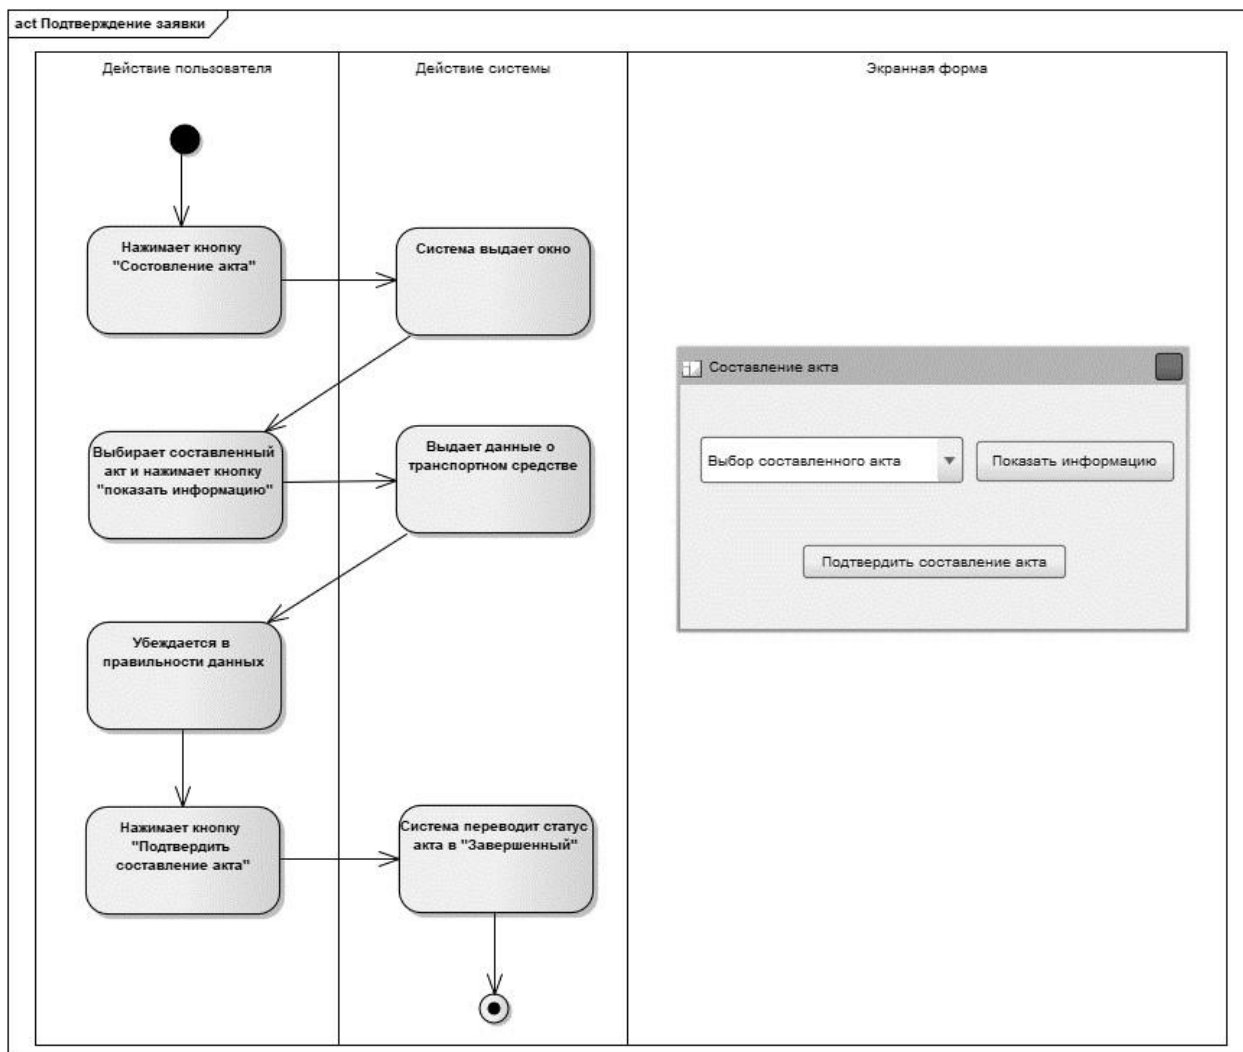 act Подтверждение заявки
Действие пользователя
Действие системы
Экранная форма
Нажимает кнопку
"Состовление акта"
Система выдает окно
Составление акта
Выбирает составленный
акт и нажимает кнопку
"показать информацию"
Выдает данные о
транспортном средстве
Выбор составленного акта
Показать информацию
Подтвердить составление акта
Убеждается в
правильности данных
Нажимает кнопку
"Подтвердить
составление акта"
Система переводит статус
акта в "Завершенный"